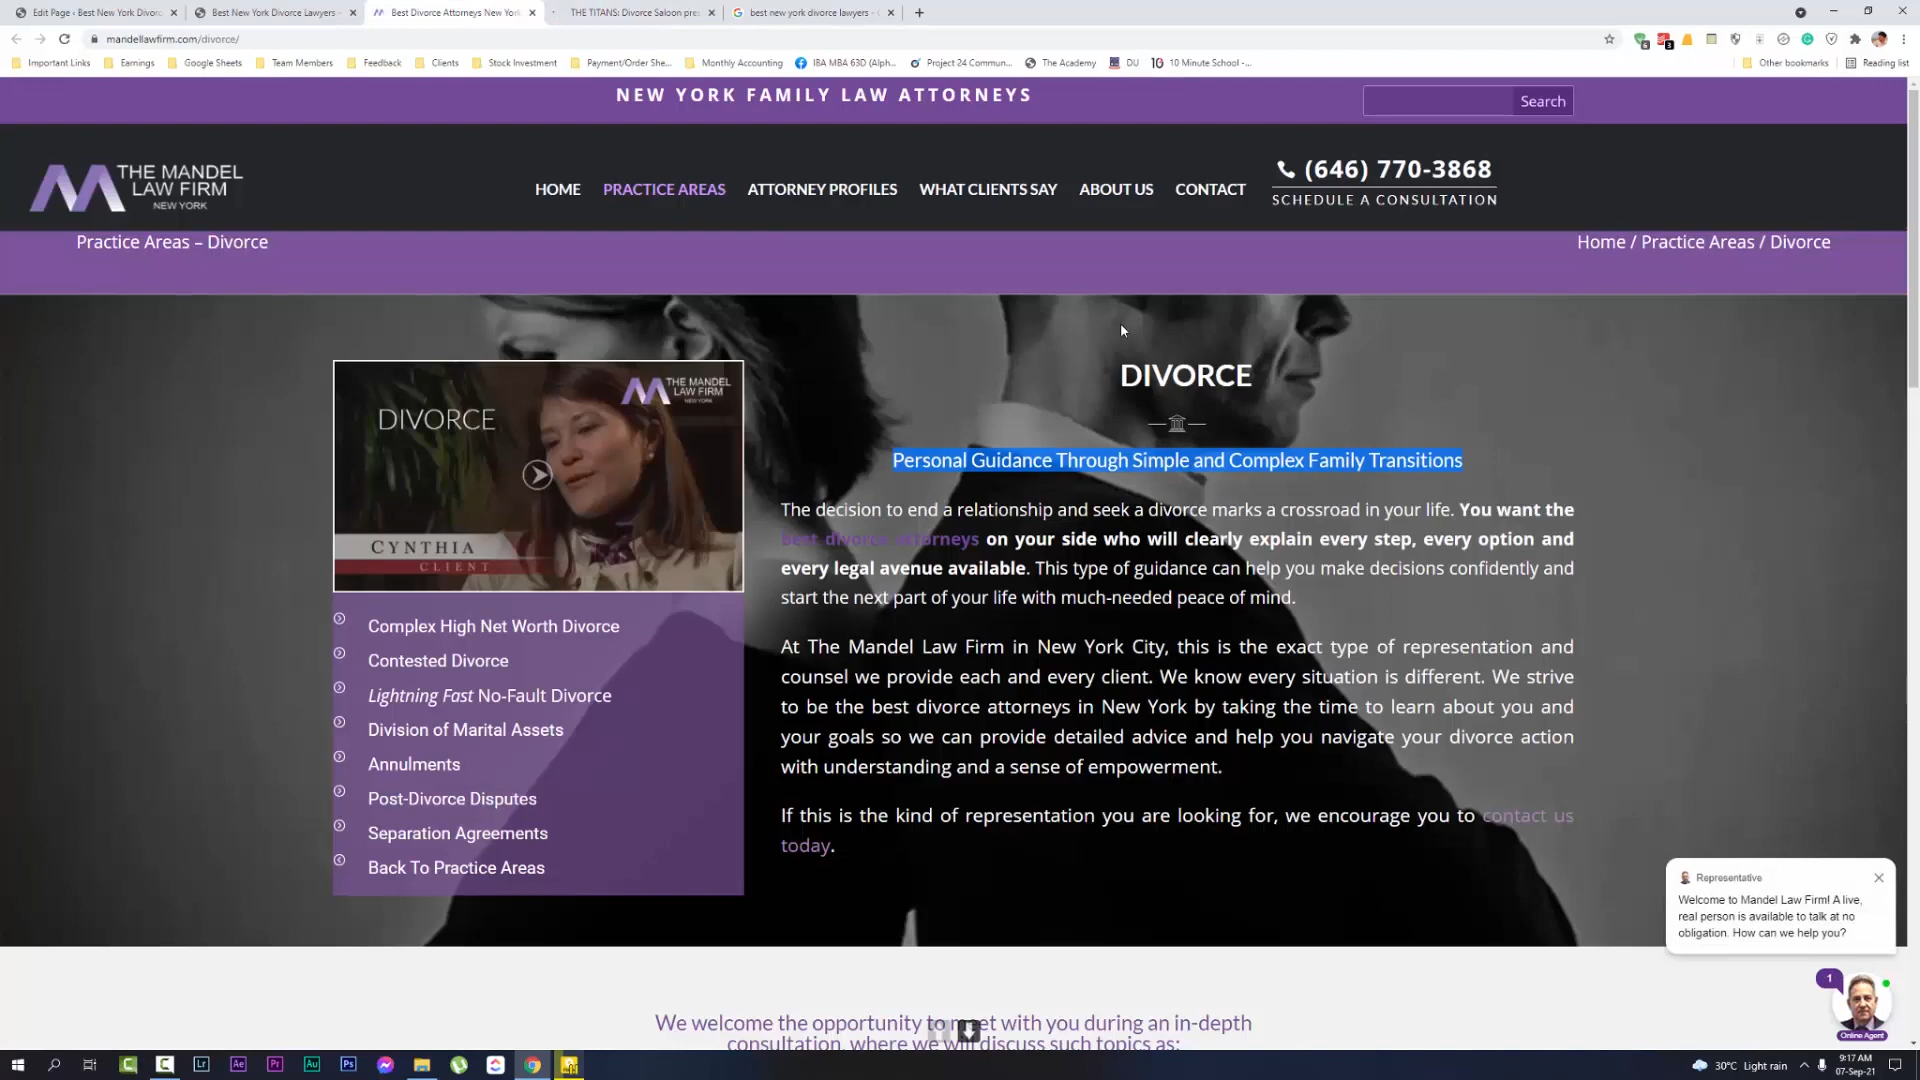 Edit Page ‹ Best New York Divorc
Best New York Divorce Lawyers –
Best Divorce Attorneys New York
THE TITANS: Divorce Saloon pre
best new york divorce lawyers -
mandellawfirm.com/divorce/
Important Links
Earnings
Google Sheets
Team Members
Feedback
Clients
Stock Investment
Payment/Order She...
Monthly Accounting
IBA MBA 63D (Alph...
Project 24 Commun...
The Academy
DU
10 Minute School -...
Other bookmarks
Reading list
NEW YORK FAMILY LAW ATTORNEYS
Search
THE MANDEL
LAW FIRM
NEW YORK
HOME
PRACTICE AREAS
ATTORNEY PROFILES
WHAT CLIENTS SAY
ABOUT US
CONTACT
(646) 770-3868
SCHEDULE A CONSULTATION
Practice Areas – Divorce
Home / Practice Areas / Divorce
THE MANDEL
LAW FIRM
NEW YORK
DIVORCE
CYNTHIA
CLIENT
Complex High Net Worth Divorce
Contested Divorce
Lightning Fast No-Fault Divorce
Division of Marital Assets
Annulments
Post-Divorce Disputes
Separation Agreements
Back To Practice Areas
DIVORCE
Personal Guidance Through Simple and Complex Family Transitions
The decision to end a relationship and seek a divorce marks a crossroad in your life. You want the
best divorce attorneys on your side who will clearly explain every step, every option and
every legal avenue available. This type of guidance can help you make decisions confidently and
start the next part of your life with much-needed peace of mind.
At The Mandel Law Firm in New York City, this is the exact type of representation and
counsel we provide each and every client. We know every situation is different. We strive
to be the best divorce attorneys in New York by taking the time to learn about you and
your goals so we can provide detailed advice and help you navigate your divorce action
with understanding and a sense of empowerment.
If this is the kind of representation you are looking for, we encourage you to contact us
today.
Representative
Welcome to Mandel Law Firm! A live,
real person is available to talk at no
obligation. How can we help you?
1
Online Agent
We welcome the opportunity to meet with you during an in-depth
consultation, where we will discuss such topics as:
Lr
Ae
Pr
Au
Ps
30°C Light rain
9:17 AM
07-Sep-21